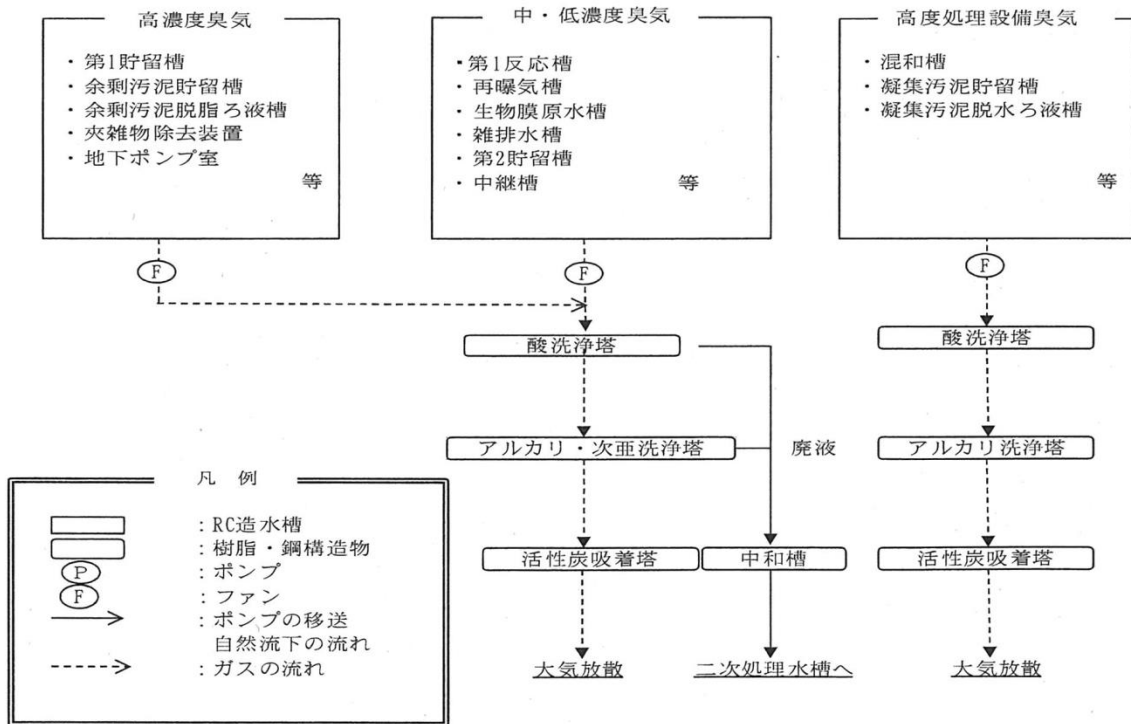 高濃度臭気
・第1貯留槽
・余剰汚泥貯留槽
・余剰汚泥脱脂ろ液槽
・夾雑物除去装置
・地下ポンプ室
等
中・低濃度臭気
・第1反応槽
・再曝気槽
・生物膜原水槽
・雑排水槽
・第2貯留槽
・中継槽
等
高度処理設備臭気
・混和槽
・凝集汚泥貯留槽
・凝集汚泥脱水ろ液槽
等
F
F
F
酸洗浄塔
酸洗浄塔
アルカリ・次亜洗浄塔
廃液
アルカリ洗浄塔
活性炭吸着塔
中和槽
活性炭吸着塔
大気放散
二次処理水槽へ
大気放散
凡 例
：RC造水槽
：樹脂・鋼構造物
P ：ポンプ
F ：ファン
：ポンプの移送
自然流下の流れ
：ガスの流れ